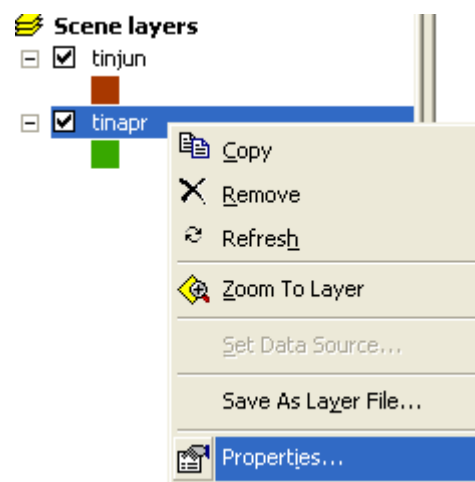 Scene layers
tinjun
tinapr
Copy
Remove
Refresh
Zoom To Layer
Set Data Source...
Save As Layer File...
Properties...